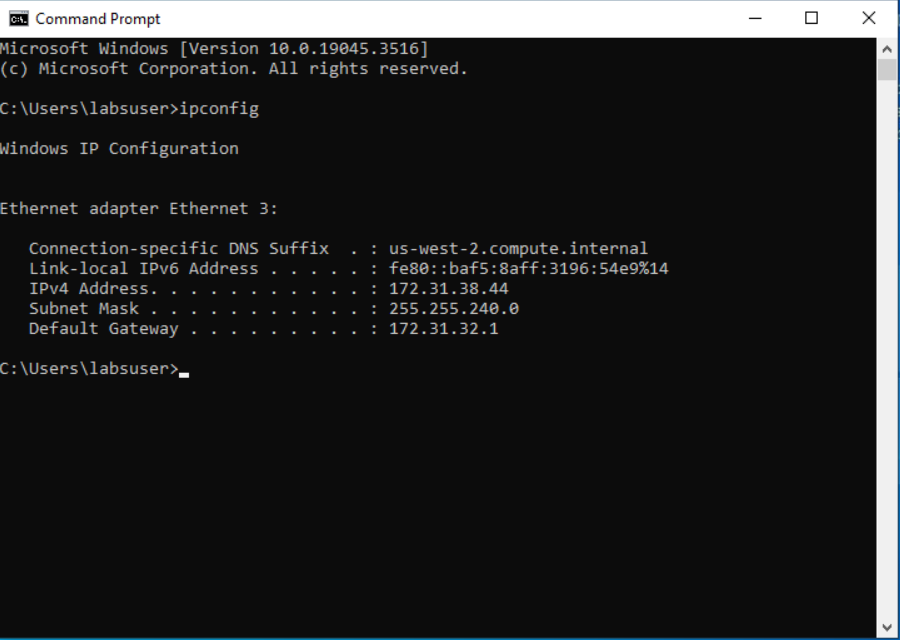 Command Prompt
Microsoft Windows [Version 10.0.19045.3516]
(c) Microsoft Corporation. All rights reserved.
C:\Users\labsuser>ipconfig
Windows IP Configuration
Ethernet adapter Ethernet 3:
Connection-specific DNS Suffix  . : us-west-2.compute.internal
Link-local IPv6 Address . . . . . : fe80::baf5:8aff:3196:54e9%14
IPv4 Address. . . . . . . . . . . : 172.31.38.44
Subnet Mask . . . . . . . . . . . : 255.255.240.0
Default Gateway . . . . . . . . . : 172.31.32.1
C:\Users\labsuser>